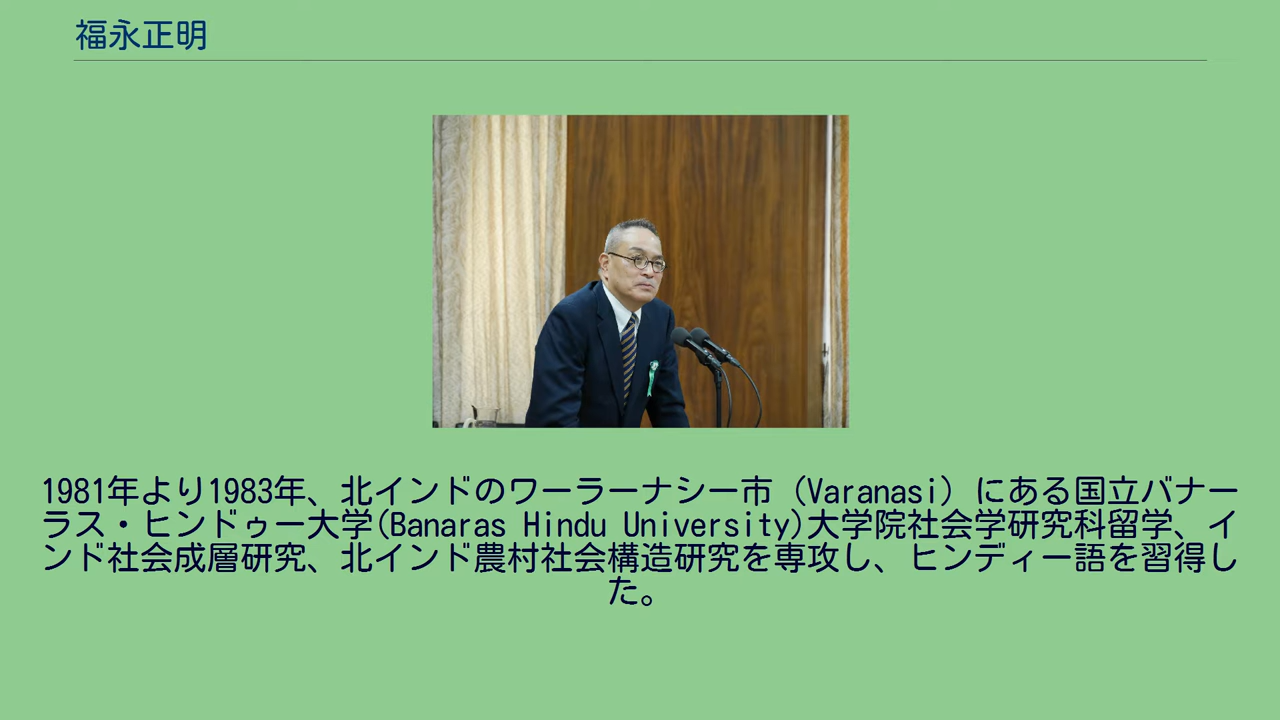 福永正明
1981年より1983年、北インドのワーラーナシー市（Varanasi）にある国立バナー
ラス・ヒンドゥー大学(Banaras Hindu University)大学院社会学研究科留学、イ
ンド社会成層研究、北インド農村社会構造研究を専攻し、ヒンディー語を習得し
た。